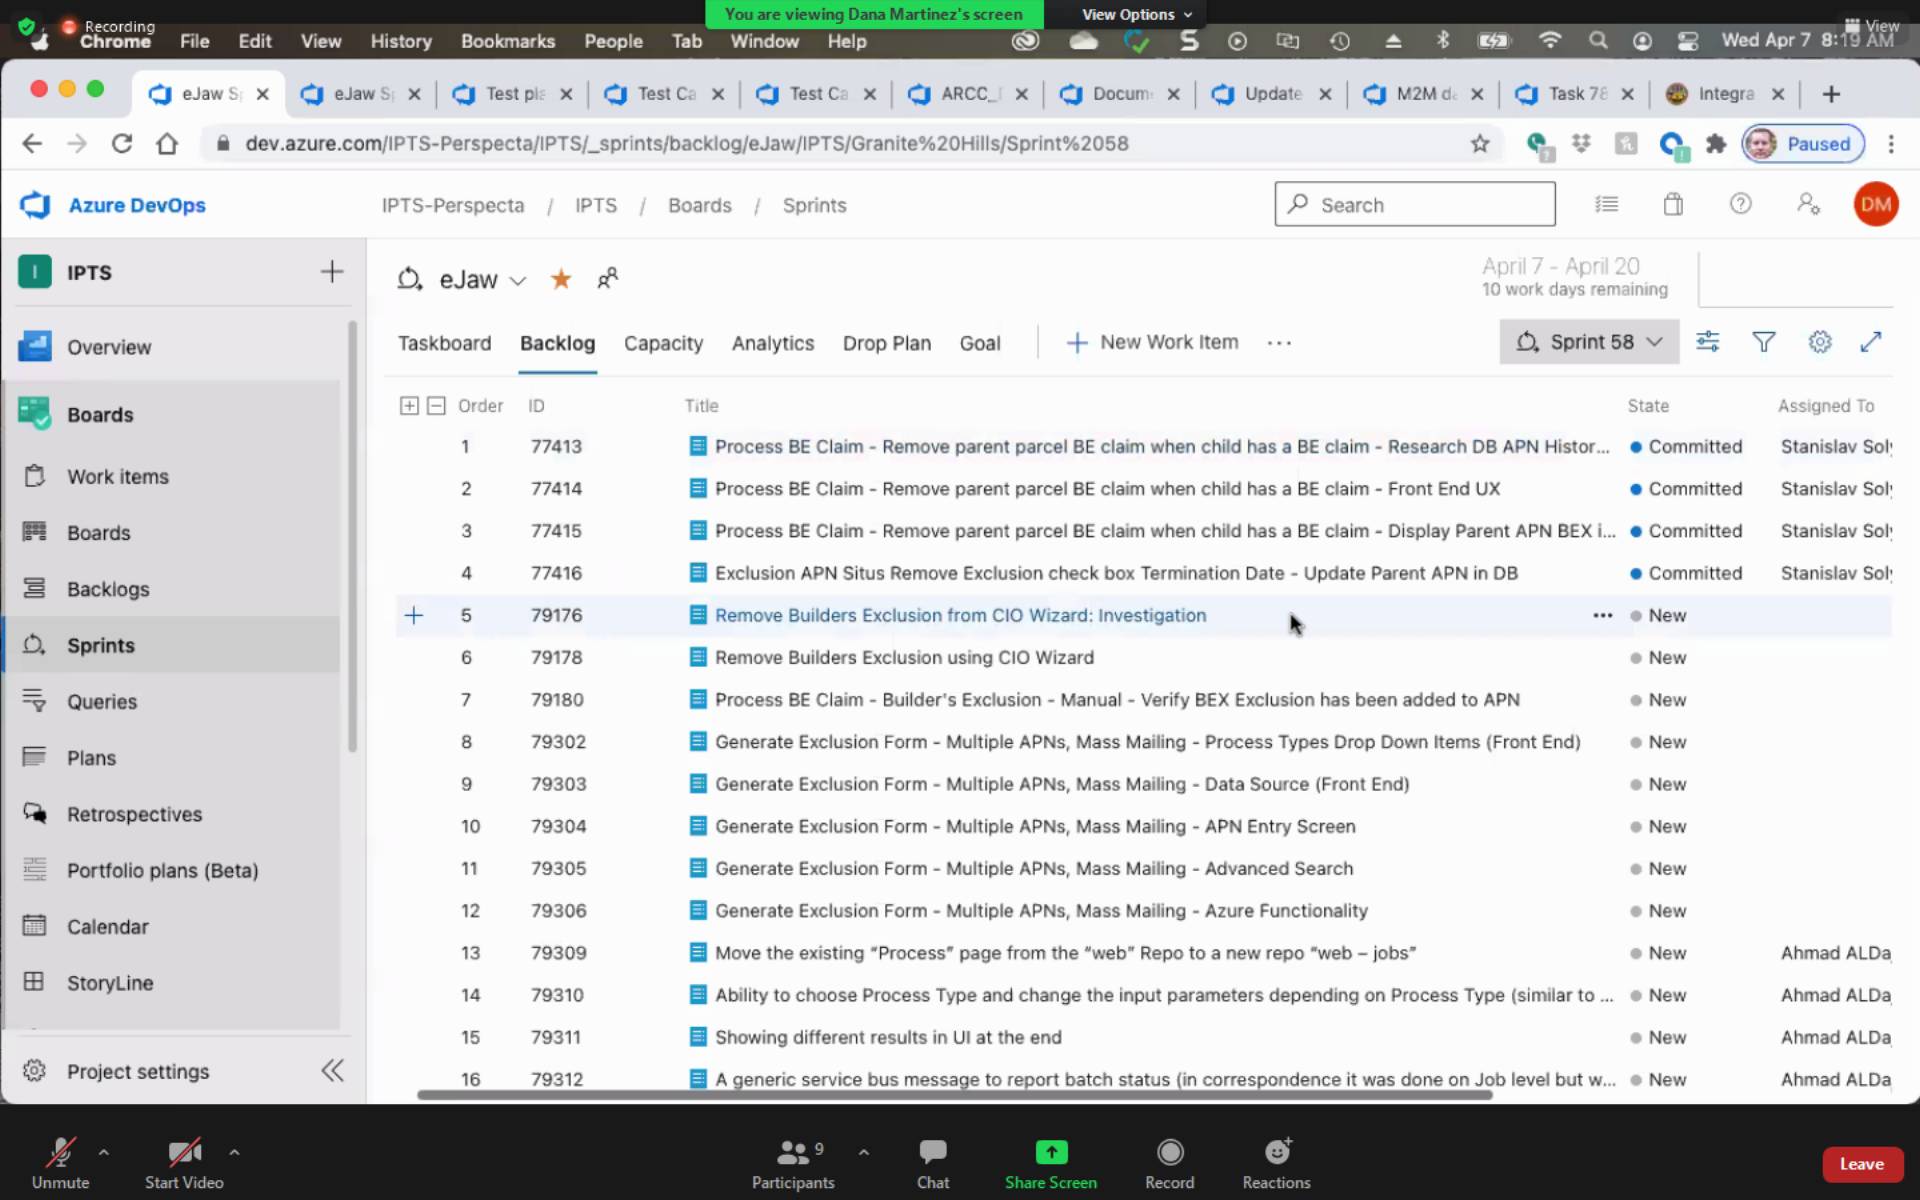 You are viewing Dana Martinez's screen
View Options
View
Recording
Chrome File Edit View History Bookmarks People Tab Window Help
Wed Apr 7 8:19 AM
eJaw S
eJaw S
Test pla
Test Ca
Test Ca
ARCC_
Docum
Update
M2M da
Task 78
Integra
dev.azure.com/IPTS-Perspecta/IPTS/_sprints/backlog/eJaw/IPTS/Granite%20Hills/Sprint%2058
Paused
Azure DevOps
IPTS-Perspecta / IPTS / Boards / Sprints
Search
DM
I IPTS
eJaw
April 7 - April 20
10 work days remaining
Overview
Boards
Work items
Boards
Backlogs
Sprints
Queries
Plans
Retrospectives
Portfolio plans (Beta)
Calendar
StoryLine
Project settings
Taskboard Backlog Capacity Analytics Drop Plan Goal + New Work Item ...
Sprint 58
Order ID Title State Assigned To
1 77413 Process BE Claim - Remove parent parcel BE claim when child has a BE claim - Research DB APN Histor... Committed Stanislav Soly
2 77414 Process BE Claim - Remove parent parcel BE claim when child has a BE claim - Front End UX Committed Stanislav Soly
3 77415 Process BE Claim - Remove parent parcel BE claim when child has a BE claim - Display Parent APN BEX i... Committed Stanislav Soly
4 77416 Exclusion APN Situs Remove Exclusion check box Termination Date - Update Parent APN in DB Committed Stanislav Soly
5 79176 Remove Builders Exclusion from CIO Wizard: Investigation ... New
6 79178 Remove Builders Exclusion using CIO Wizard New
7 79180 Process BE Claim - Builder's Exclusion - Manual - Verify BEX Exclusion has been added to APN New
8 79302 Generate Exclusion Form - Multiple APNs, Mass Mailing - Process Types Drop Down Items (Front End) New
9 79303 Generate Exclusion Form - Multiple APNs, Mass Mailing - Data Source (Front End) New
10 79304 Generate Exclusion Form - Multiple APNs, Mass Mailing - APN Entry Screen New
11 79305 Generate Exclusion Form - Multiple APNs, Mass Mailing - Advanced Search New
12 79306 Generate Exclusion Form - Multiple APNs, Mass Mailing - Azure Functionality New
13 79309 Move the existing “Process” page from the “web” Repo to a new repo “web – jobs” New Ahmad ALDa
14 79310 Ability to choose Process Type and change the input parameters depending on Process Type (similar to ... New Ahmad ALDa
15 79311 Showing different results in UI at the end New Ahmad ALDa
16 79312 A generic service bus message to report batch status (in correspondence it was done on Job level but w... New Ahmad ALDa
Unmute
Start Video
9
Participants
Chat
Share Screen
Record
Reactions
Leave